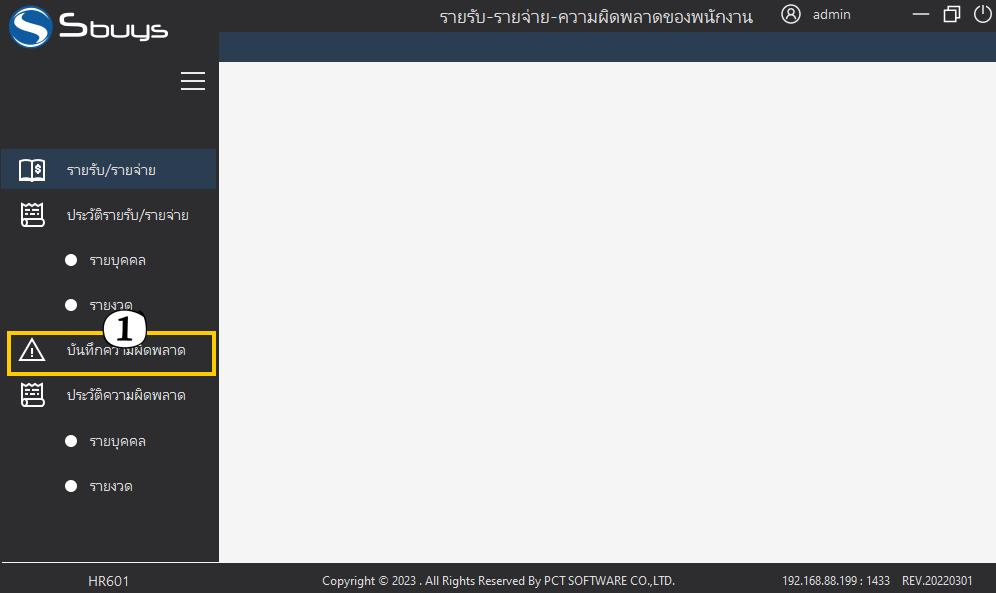 Sbuys
รายรับ-รายจ่าย-ความผิดพลาดของพนักงาน
admin
รายรับ/รายจ่าย
ประวัติรายรับ/รายจ่าย
รายบุคคล
รายงวด
1
บันทึกความผิดพลาด
ประวัติความผิดพลาด
รายบุคคล
รายงวด
HR601
Copyright © 2023 . All Rights Reserved By PCT SOFTWARE CO.,LTD.
192.168.88.199 : 1433 REV.20220301